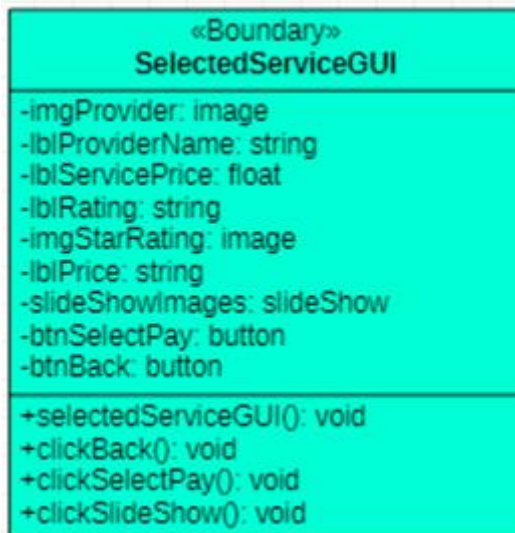 «Boundary»
SelectedServiceGUI
-imgProvider: image
-lblProviderName: string
-lblServicePrice: float
-lblRating: string
-imgStarRating: image
-lblPrice: string
-slideShowImages: slideShow
-btnSelectPay: button
-btnBack: button
+selectedServiceGUI(): void
+clickBack(): void
+clickSelectPay(): void
+clickSlideShow(): void